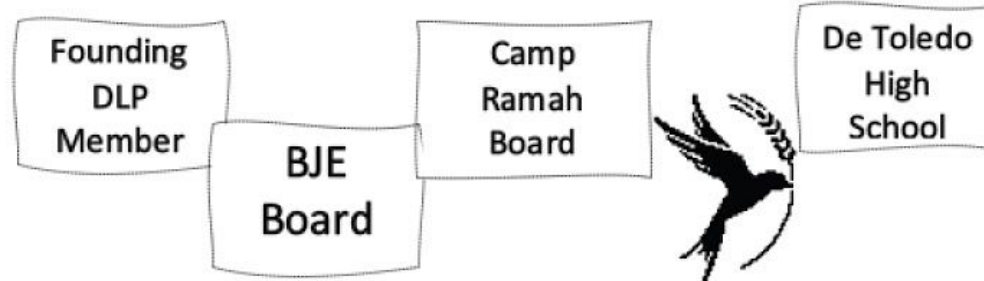 Founding
DLP
Member
BJE
Board
Camp
Ramah
Board
De Toledo
High
School